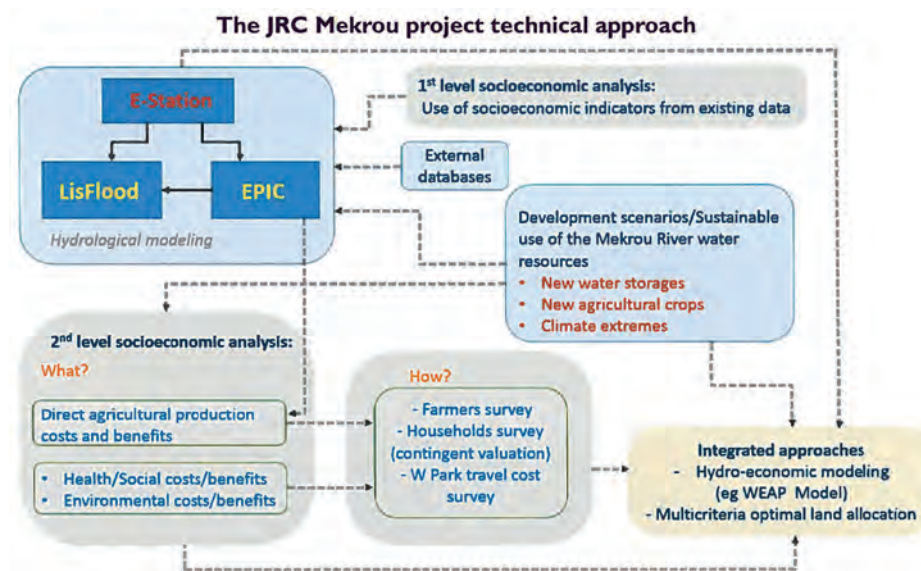 The JRC Mekrou project technical approach
E-Station
LisFlood
EPIC
Hydrological modeling
1st level socioeconomic analysis:
Use of socioeconomic indicators from existing data
External
databases
Development scenarios/Sustainable
use of the Mekrou River water
resources
• New water storages
• New agricultural crops
• Climate extremes
2nd level socioeconomic analysis:
What?
Direct agricultural production
costs and benefits
• Health/Social costs/benefits
• Environmental costs/benefits
How?
- Farmers survey
- Households survey
(contingent valuation)
- W Park travel cost
survey
Integrated approaches
- Hydro-economic modeling
(eg WEAP Model)
- Multicriteria optimal land allocation